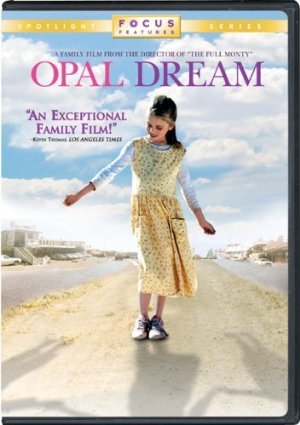 SPOTLIGHT
FOCUS
FEATURES
SERIES
A FAMILY FILM FROM THE DIRECTOR OF "THE FULL MONTY"
OPAL DREAM
"AN EXCEPTIONAL
FAMILY FILM!"
-KEVIN THOMAS, LOS ANGELES TIMES